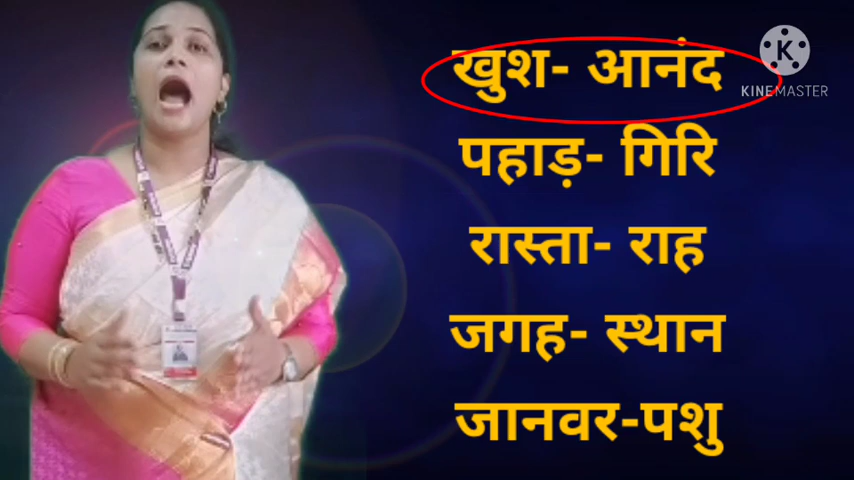 खुश- आनंद
पहाड़- गिरि
रास्ता- राह
जगह- स्थान
जानवर-पशु
K
KINEMASTER